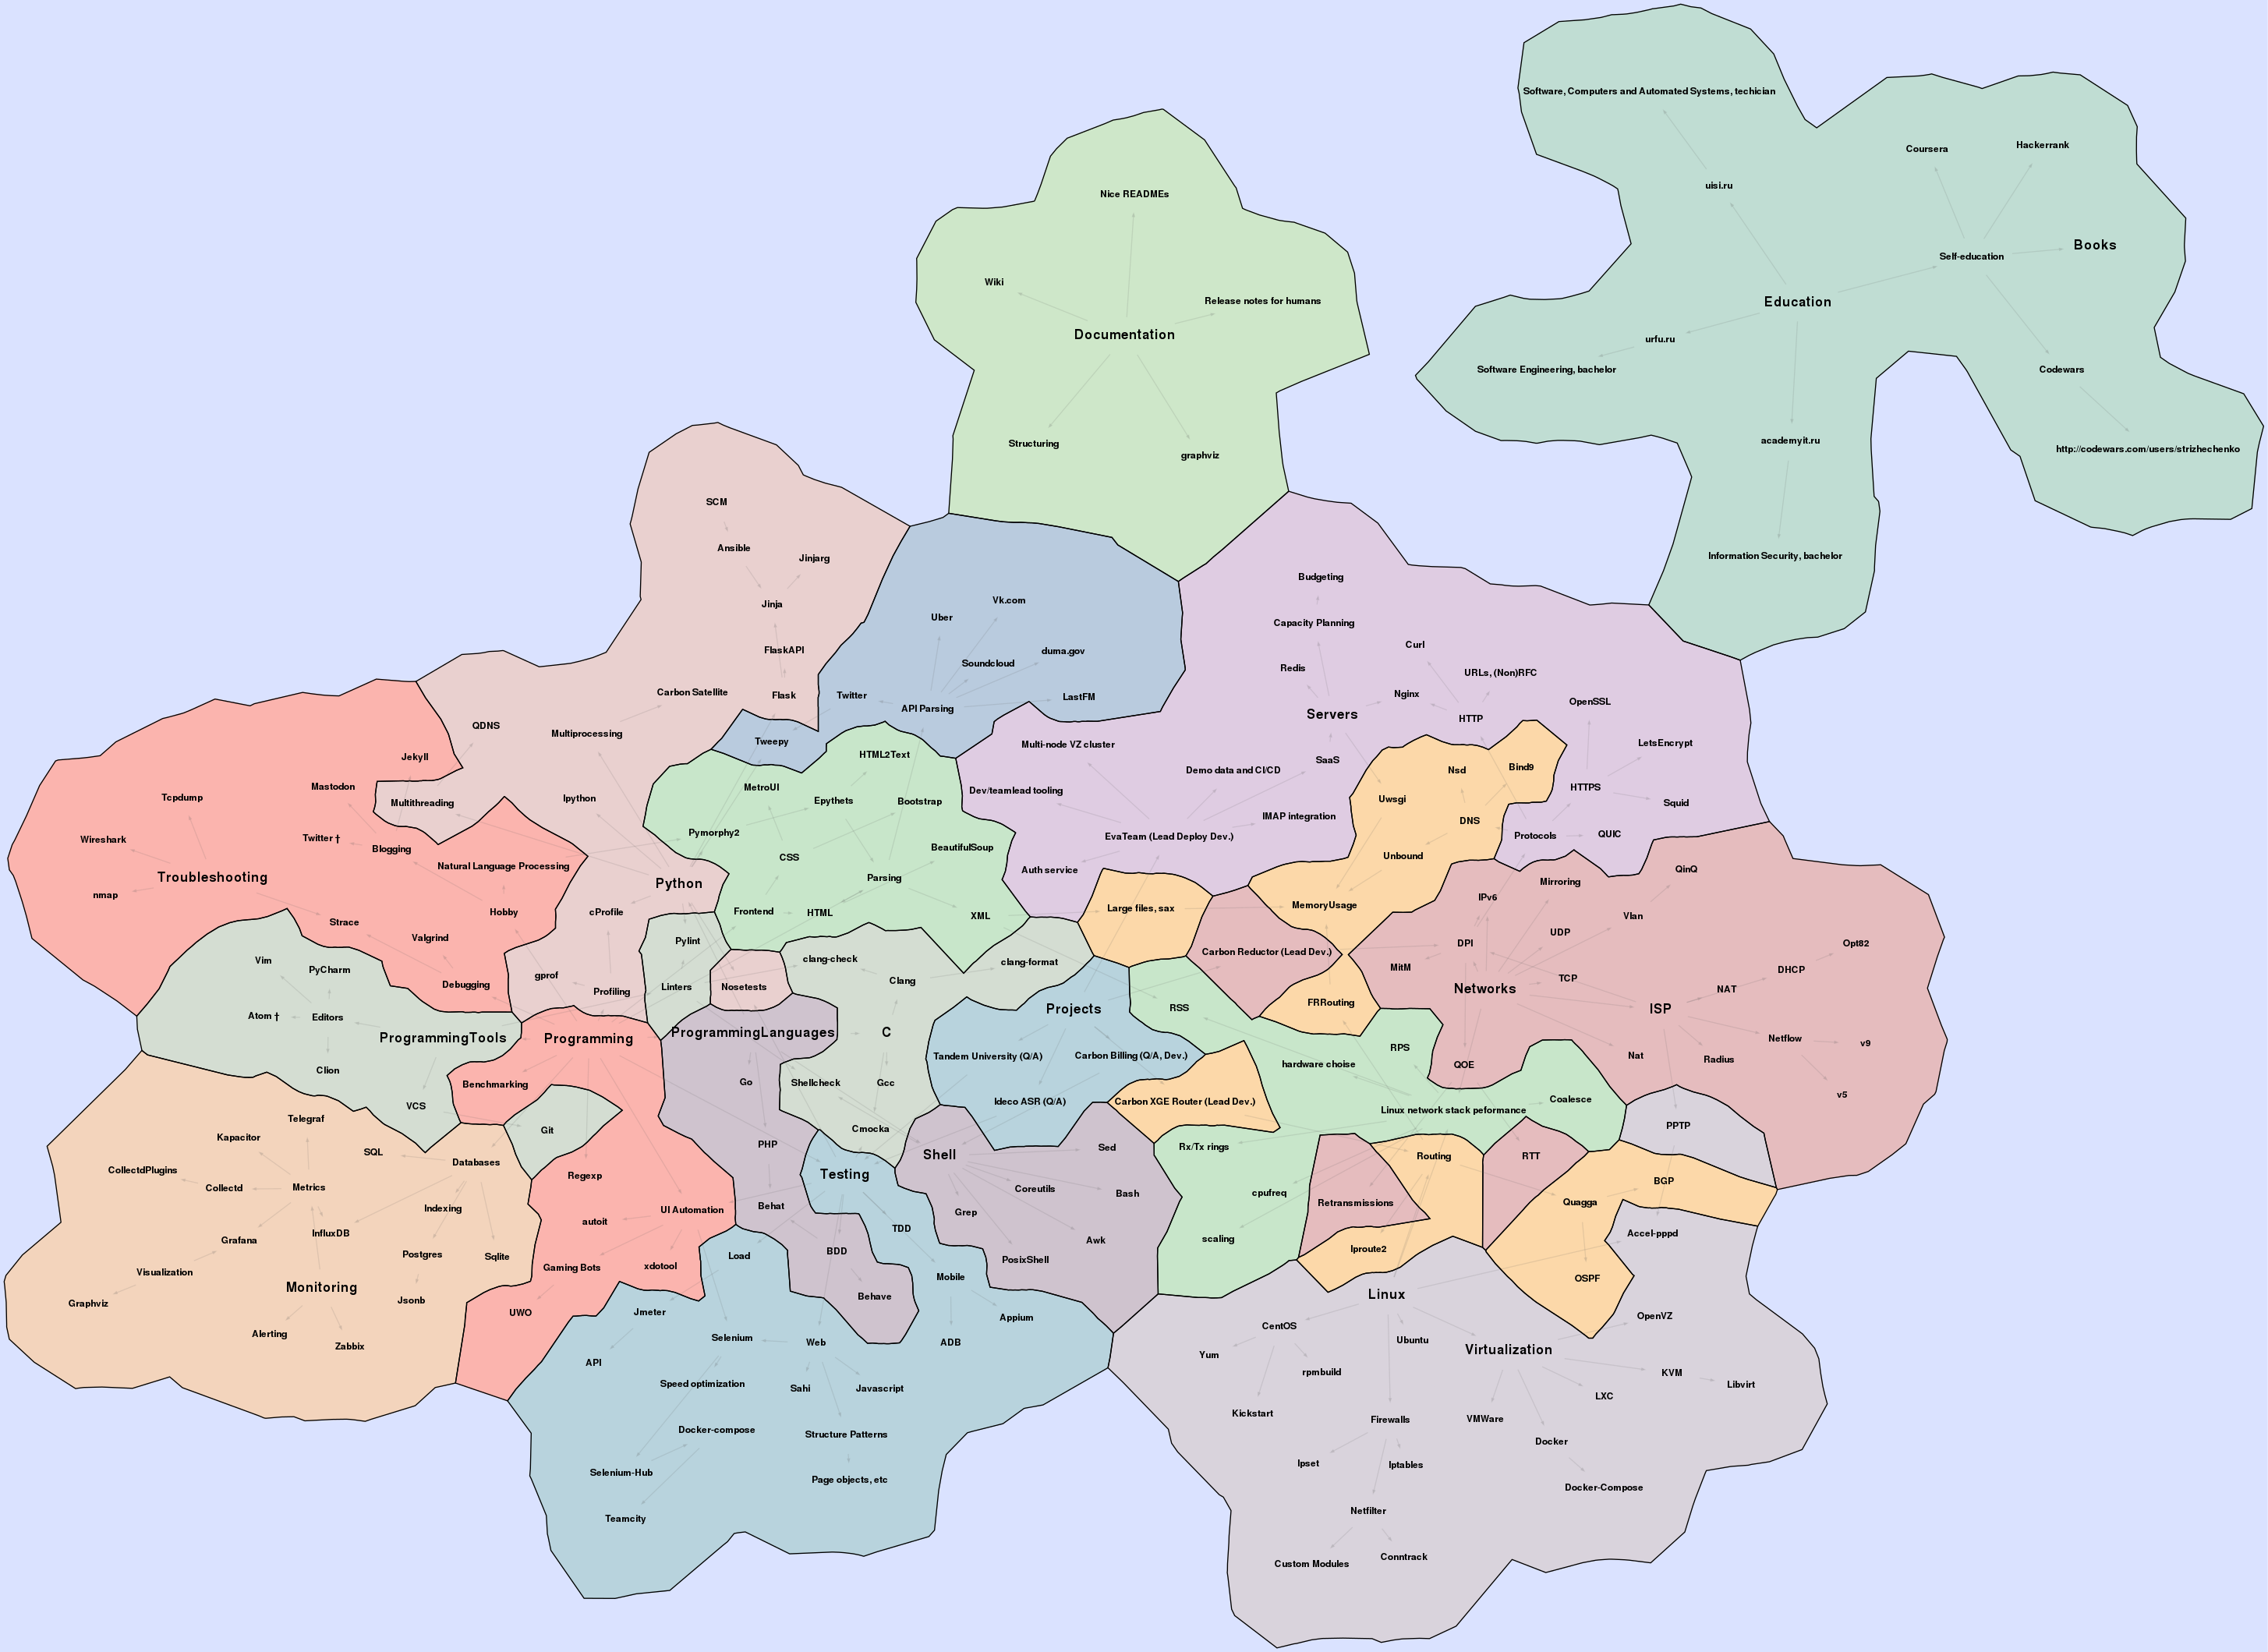 Software, Computers and Automated Systems, techician
Coursera
Hackerrank
uisi.ru
Books
Self-education
Education
urfu.ru
Software Engineering, bachelor
Codewars
academyit.ru
http://codewars.com/users/strizhechenko
Information Security, bachelor
Nice READMEs
Wiki
Release notes for humans
Documentation
Structuring
graphviz
SCM
Ansible
Jinjarg
Jinja
FlaskAPI
Carbon Satellite
Flask
QDNS
Multiprocessing
Multithreading
Ipython
Python
cProfile
gprof
Profiling
Nosetests
Vk.com
Uber
duma.gov
Soundcloud
Twitter
LastFM
API Parsing
Tweepy
Budgeting
Capacity Planning
Curl
Redis
URLs, (Non)RFC
Nginx
OpenSSL
Servers
HTTP
Multi-node VZ cluster
LetsEncrypt
SaaS
Demo data and CI/CD
Dev/teamlead tooling
HTTPS
Squid
IMAP integration
EvaTeam (Lead Deploy Dev.)
Protocols
QUIC
Auth service
Nsd
Bind9
Uwsgi
DNS
Unbound
MemoryUsage
Large files, sax
FRRouting
Carbon XGE Router (Lead Dev.)
Routing
Iproute2
Quagga
BGP
OSPF
HTML2Text
MetroUI
Epythets
Bootstrap
Pymorphy2
BeautifulSoup
CSS
Parsing
Frontend
HTML
XML
Jekyll
Mastodon
Tcpdump
Twitter †
Wireshark
Blogging
Natural Language Processing
Troubleshooting
nmap
Hobby
Strace
Valgrind
Debugging
Vim
PyCharm
Atom †
Editors
ProgrammingTools
Clion
VCS
Git
Pylint
Linters
clang-check
Clang
clang-format
C
Shellcheck
Gcc
Cmocka
Programming
Benchmarking
Regexp
autoit
UI Automation
Gaming Bots
xdotool
UWO
ProgrammingLanguages
Go
PHP
Behat
BDD
Behave
Projects
Tandem University (Q/A)
Carbon Billing (Q/A, Dev.)
Ideco ASR (Q/A)
Carbon Reductor (Lead Dev.)
Mirroring
QinQ
IPv6
Vlan
UDP
DPI
Opt82
MitM
TCP
DHCP
Networks
NAT
ISP
Netflow
v9
Nat
Radius
QOE
v5
RTT
Retransmissions
RSS
RPS
hardware choise
Linux network stack peformance
Coalesce
Rx/Tx rings
cpufreq
scaling
PPTP
Shell
Sed
Coreutils
Bash
Grep
Awk
PosixShell
Telegraf
Kapacitor
SQL
Databases
CollectdPlugins
Collectd
Metrics
Indexing
InfluxDB
Grafana
Postgres
Sqlite
Visualization
Monitoring
Graphviz
Jsonb
Alerting
Zabbix
Testing
TDD
Load
Mobile
Jmeter
Appium
Selenium
Web
ADB
API
Speed optimization
Sahi
Javascript
Docker-compose
Structure Patterns
Selenium-Hub
Page objects, etc
Teamcity
Accel-pppd
Linux
CentOS
OpenVZ
Ubuntu
Yum
Virtualization
rpmbuild
KVM
Libvirt
LXC
Kickstart
Firewalls
VMWare
Docker
Ipset
Iptables
Docker-Compose
Netfilter
Custom Modules
Conntrack